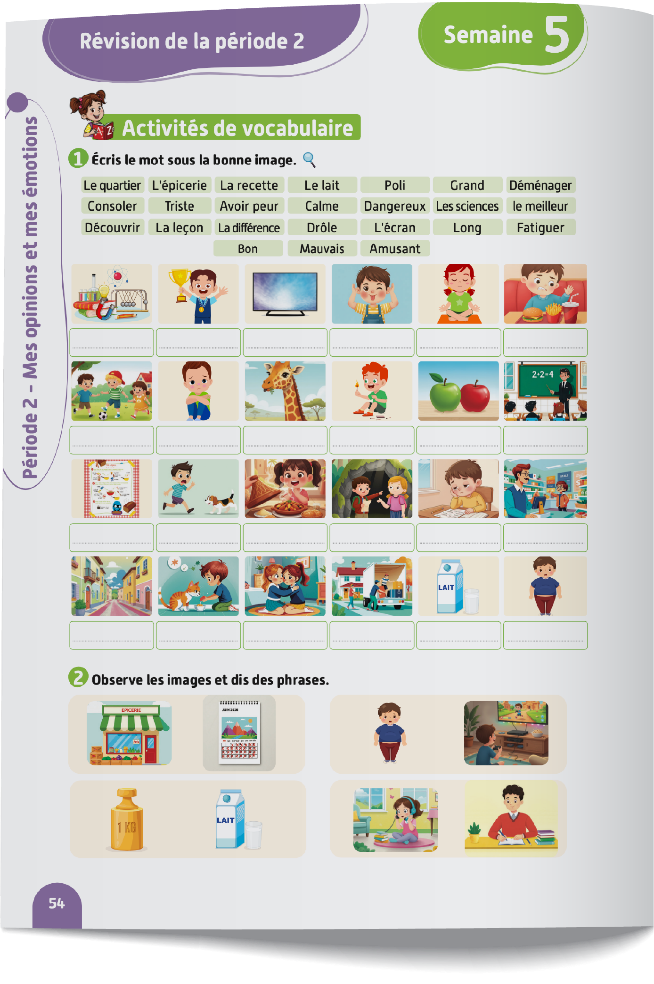 Révision de la période 2
Semaine 5
Période 2 - Mes opinions et mes émotions
A Z
Activités de vocabulaire
1 Écris le mot sous la bonne image.
Le quartier L'épicerie La recette Le lait Poli Grand Déménager
Consoler Triste Avoir peur Calme Dangereux Les sciences le meilleur
Découvrir La leçon La différence Drôle L'écran Long Fatiguer
Bon Mauvais Amusant
2·2=4
LAIT
2 Observe les images et dis des phrases.
EPICERIE
1 KG
LAIT
54